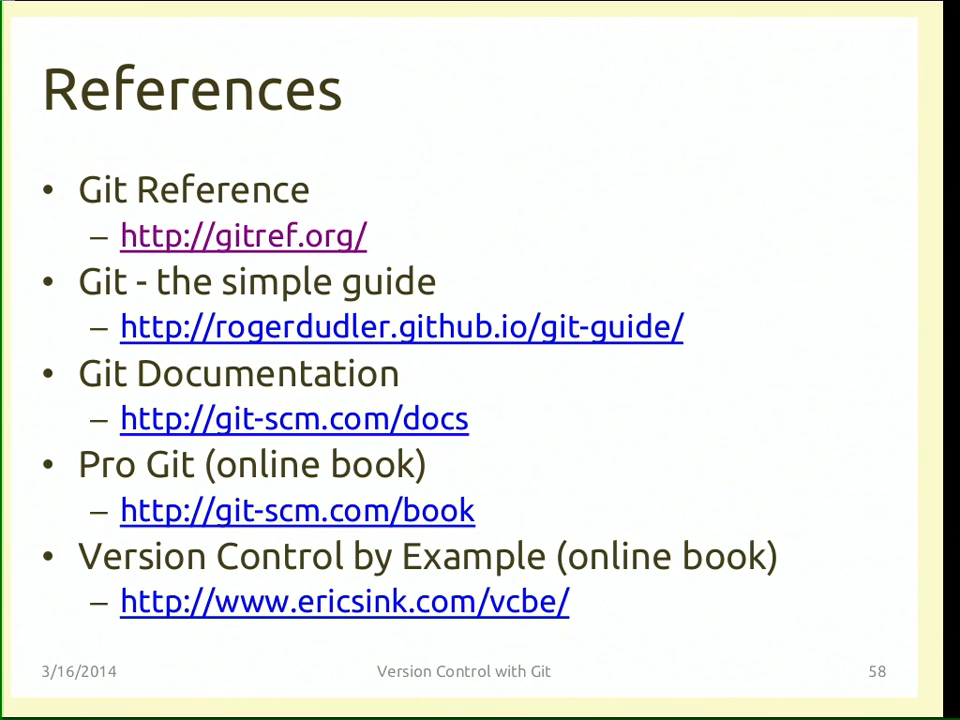 References
• Git Reference
– http://gitref.org/
• Git - the simple guide
– http://rogerdudler.github.io/git-guide/
• Git Documentation
– http://git-scm.com/docs
• Pro Git (online book)
– http://git-scm.com/book
• Version Control by Example (online book)
– http://www.ericsink.com/vcbe/
3/16/2014 Version Control with Git 58